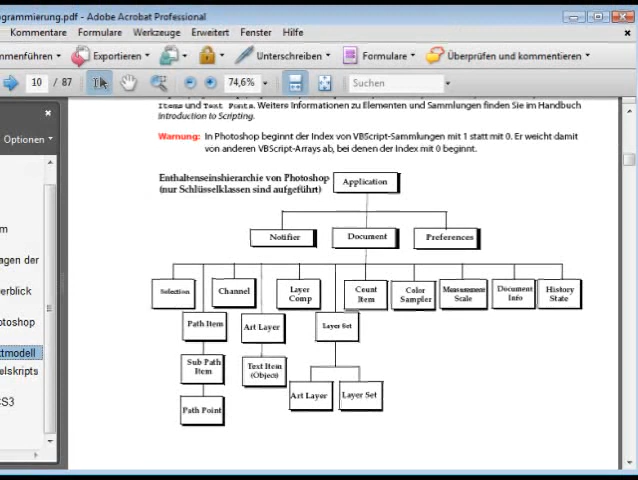 grammierung.pdf - Adobe Acrobat Professional
Kommentare Formulare Werkzeuge Erweitert Fenster Hilfe
menführen Exportieren Unterschreiben Formulare Überprüfen und kommentieren
10 / 87 74,6% Suchen
Items und Text Fonts. Weitere Informationen zu Elementen und Sammlungen finden Sie im Handbuch
Introduction to Scripting.
Optionen
Warnung: In Photoshop beginnt der Index von VBScript-Sammlungen mit 1 statt mit 0. Er weicht damit
von anderen VBScript-Arrays ab, bei denen der Index mit 0 beginnt.
Enthaltenseinshierarchie von Photoshop
(nur Schlüsselklassen sind aufgeführt)
Application
Notifier Document Preferences
Selection Channel Layer
Comp Count
Item Color
Sampler Measurement
Scale Document
Info History
State
Path Item Art Layer Layer Set
Sub Path
Item Text Item
(Object)
Path Point Art Layer Layer Set
m
agen der
erblick
otoshop
ktmodell
elskripts
CS3